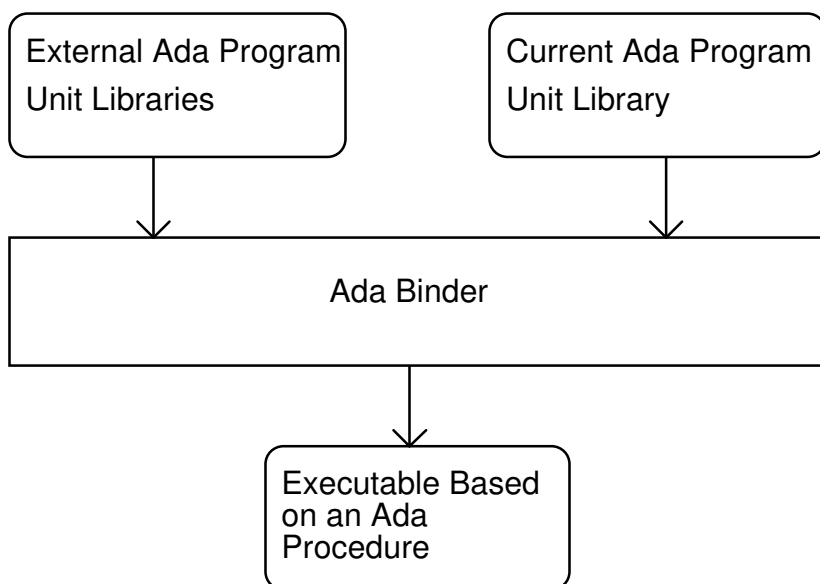 External Ada Program
Unit Libraries
Current Ada Program
Unit Library
Ada Binder
Executable Based
on an Ada
Procedure